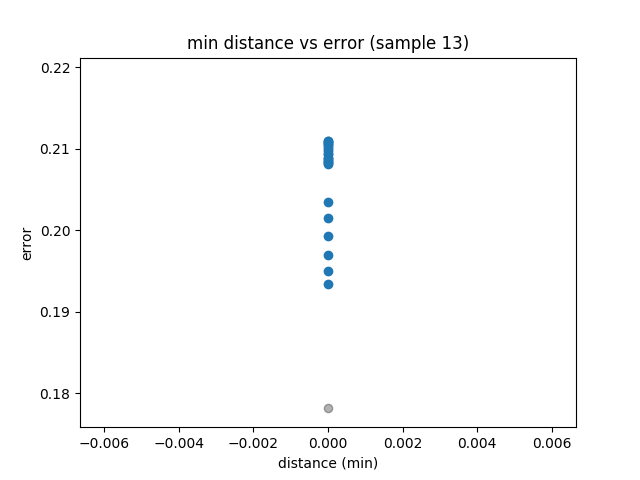 min distance vs error (sample 13)
0.22
0.21
0.20
0.19
0.18
error
−0.006 −0.004 −0.002 0.000 0.002 0.004 0.006
distance (min)